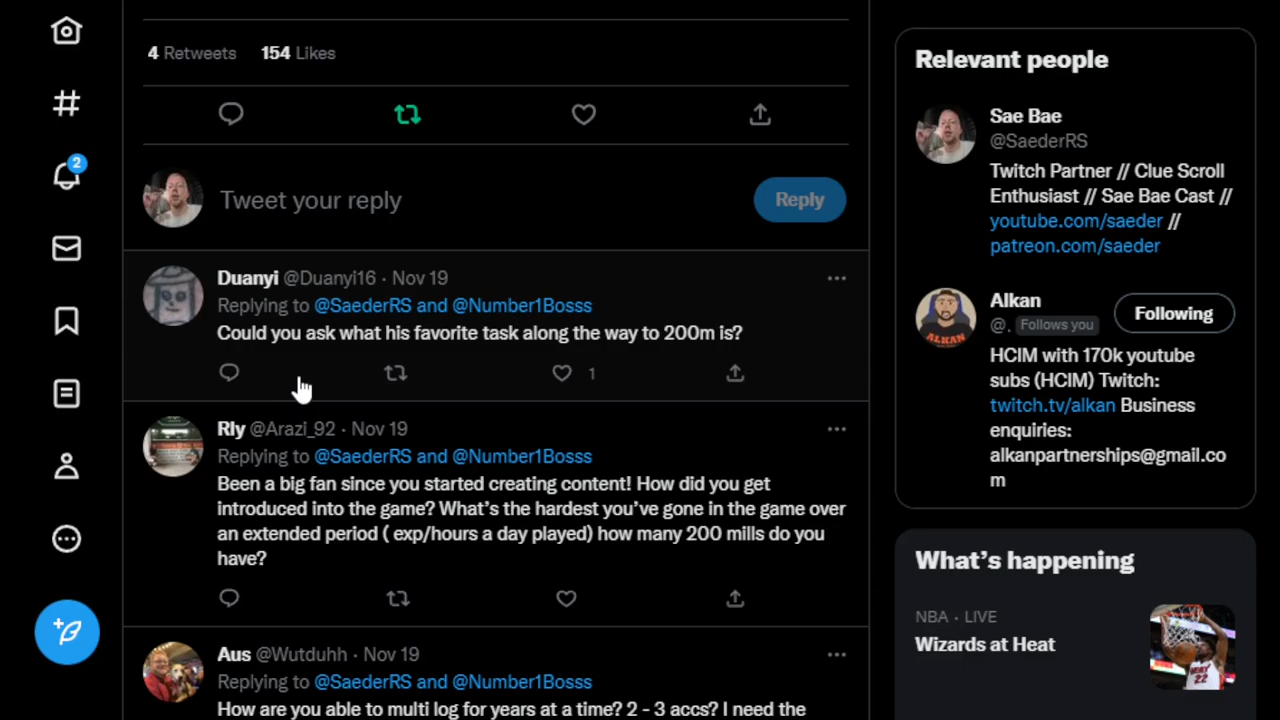 4 Retweets 154 Likes
Tweet your reply
Reply
Duanyi @Duanyi16 · Nov 19
Replying to @SaederRS and @Number1Bosss
Could you ask what his favorite task along the way to 200m is?
1
Rly @Arazi_92 · Nov 19
Replying to @SaederRS and @Number1Bosss
Been a big fan since you started creating content! How did you get
introduced into the game? What's the hardest you've gone in the game over
an extended period ( exp/hours a day played) how many 200 mills do you
have?
Aus @Wutduhh · Nov 19
Replying to @SaederRS and @Number1Bosss
How are you able to multi log for years at a time? 2 - 3 accs? I need the
2
Relevant people
Sae Bae
@SaederRS
Twitch Partner // Clue Scroll
Enthusiast // Sae Bae Cast //
youtube.com/saeder //
patreon.com/saeder
Alkan
@. Follows you
Following
HCIM with 170k youtube
subs (HCIM) Twitch:
twitch.tv/alkan Business
enquiries:
alkanpartnerships@gmail.co
m
ALKAN
What's happening
NBA · LIVE
Wizards at Heat
22